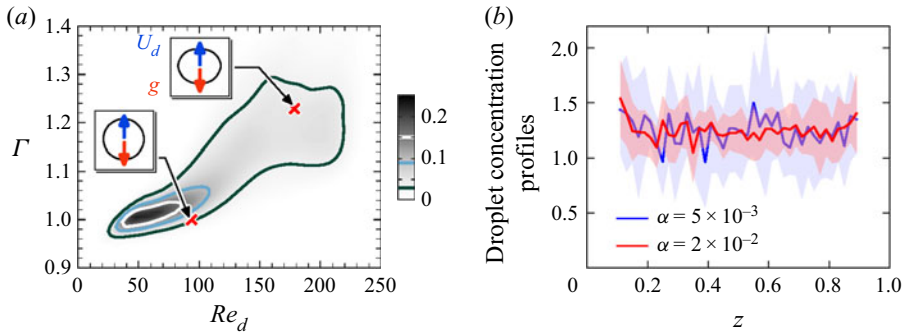 (a)
1.4
1.3
1.2
1.1
1.0
0.9
Γ
U_d
g
0.2
0.1
0
0 50 100 150 200 250
Re_d
(b)
2.0
1.5
1.0
0.5
0
Droplet concentration
profiles
α = 5 × 10⁻³
α = 2 × 10⁻²
0.2 0.4 0.6 0.8 1.0
z